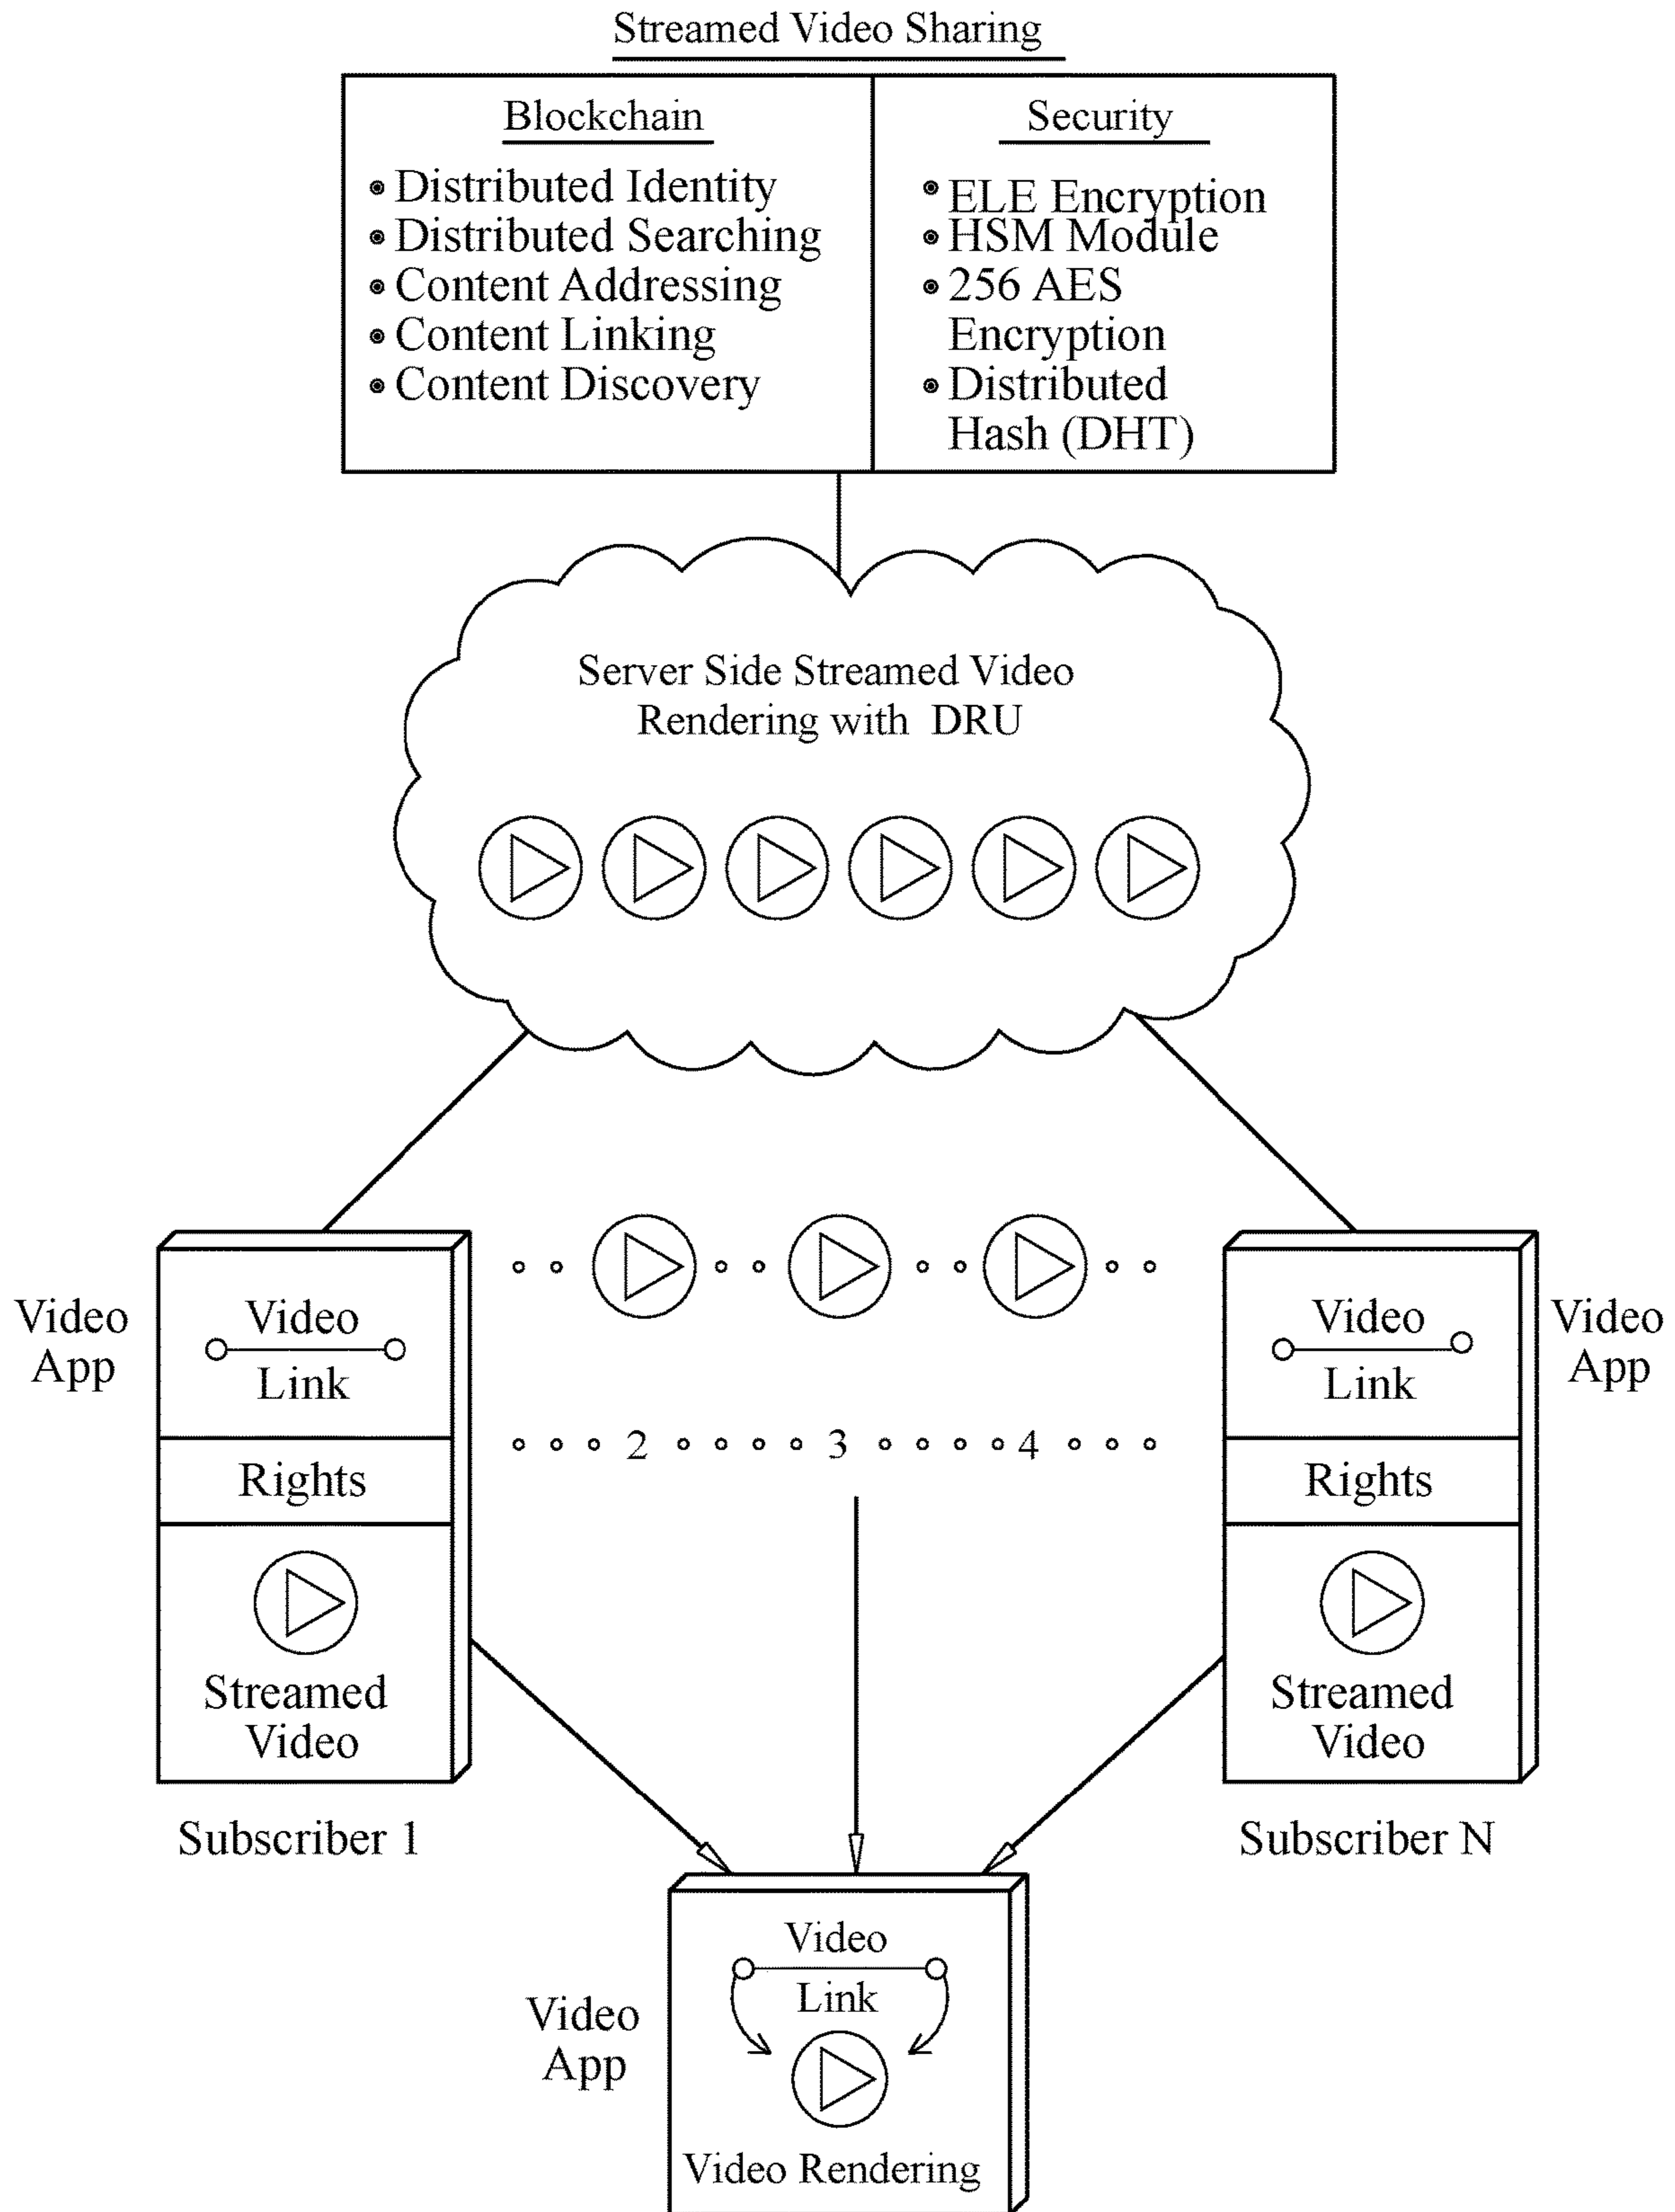 Streamed Video Sharing
Blockchain
Distributed Identity
Distributed Searching
Content Addressing
Content Linking
Content Discovery
Security
ELE Encryption
HSM Module
256 AES
Encryption
Distributed
Hash (DHT)
Server Side Streamed Video
Rendering with DRU
Video
App
Video
Link
Rights
Streamed
Video
Subscriber 1
2 3 4
Video
Link
Rights
Streamed
Video
Subscriber N
Video
App
Video
App
Video
Link
Video Rendering